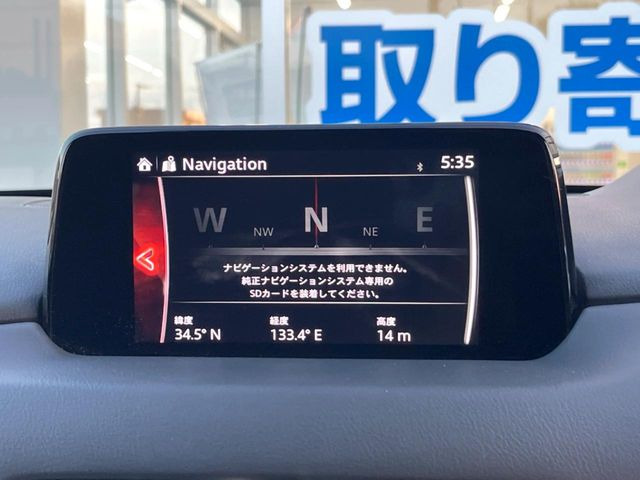 取り寄
Navigation 5:35
W NW N NE E
ナビゲーションシステムを利用できません。
純正ナビゲーションシステム専用の
SDカードを装着してください。
緯度 経度 高度
34.5° N 133.4° E 14 m